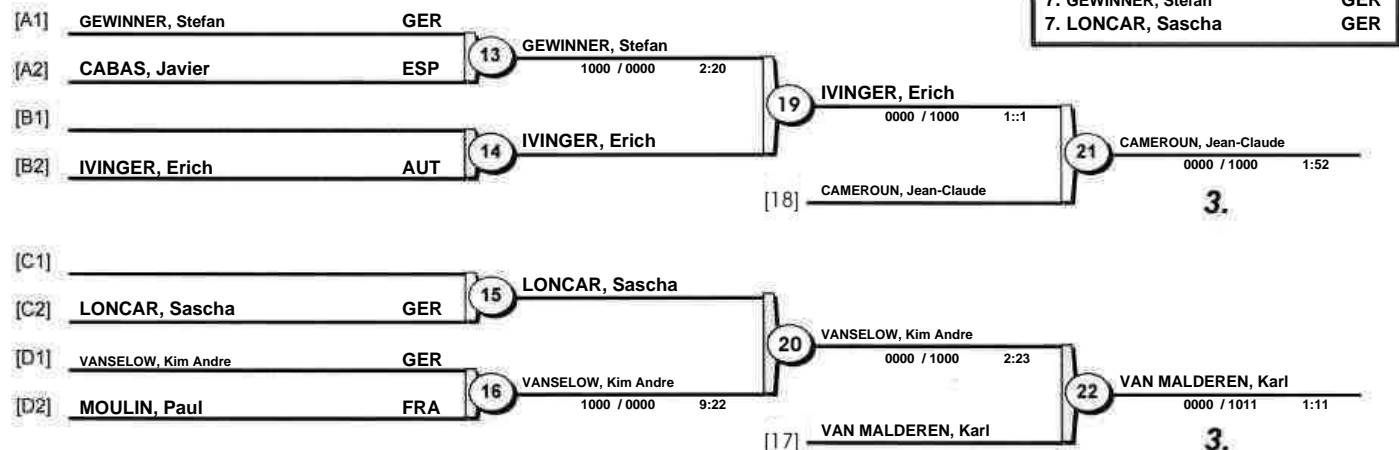 7. GEWINNER, Stefan GER
7. LONCAR, Sascha GER
[A1] GEWINNER, Stefan GER
13 GEWINNER, Stefan
1000 / 0000 2:20
[A2] CABAS, Javier ESP
19 IVINGER, Erich
0000 / 1000 1::1
[B1]
14 IVINGER, Erich
[B2] IVINGER, Erich AUT
21 CAMEROUN, Jean-Claude
0000 / 1000 1:52
[18] CAMEROUN, Jean-Claude
3.
[C1]
15 LONCAR, Sascha
[C2] LONCAR, Sascha GER
20 VANSELOW, Kim Andre
0000 / 1000 2:23
[D1] VANSELOW, Kim Andre GER
16 VANSELOW, Kim Andre
1000 / 0000 9:22
[D2] MOULIN, Paul FRA
22 VAN MALDEREN, Karl
0000 / 1011 1:11
[17] VAN MALDEREN, Karl
3.